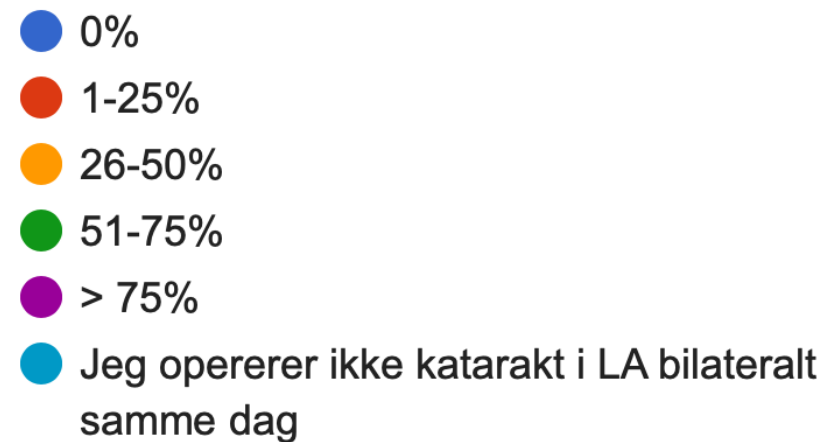 0%
1-25%
26-50%
51-75%
> 75%
Jeg opererer ikke katarakt i LA bilateralt
samme dag